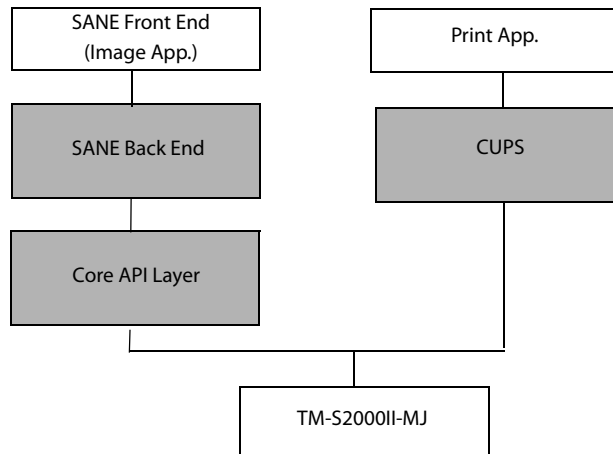 SANE Front End
(Image App.)
Print App.
SANE Back End
CUPS
Core API Layer
TM-S2000II-MJ